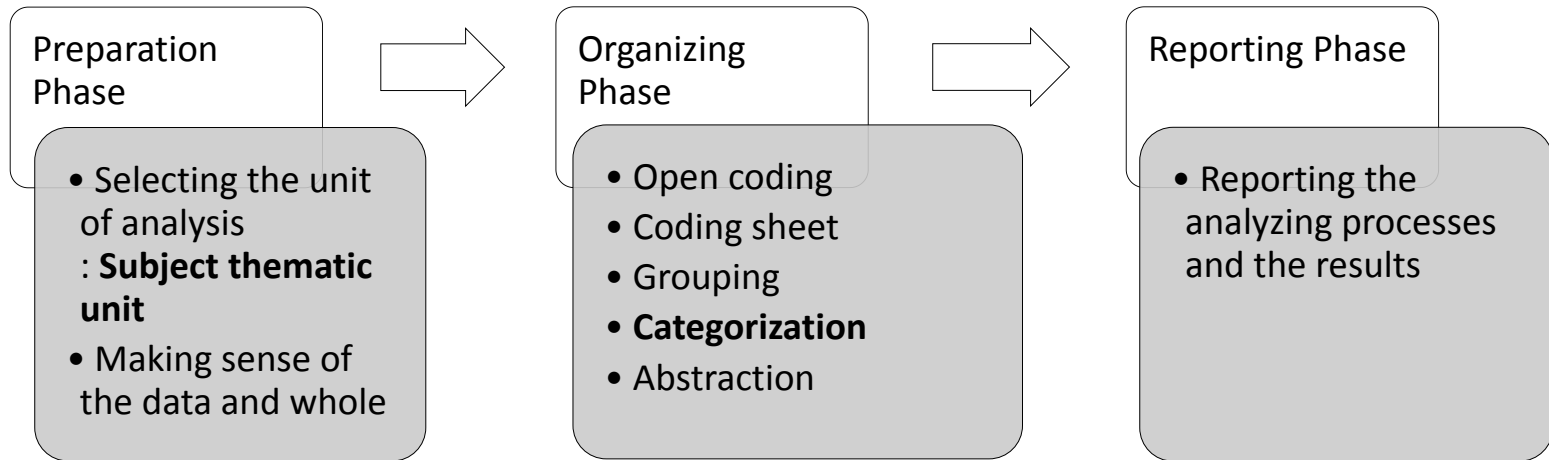 Preparation
Phase
• Selecting the unit
of analysis
: Subject thematic
unit
• Making sense of
the data and whole
Organizing
Phase
• Open coding
• Coding sheet
• Grouping
• Categorization
• Abstraction
Reporting Phase
• Reporting the
analyzing processes
and the results